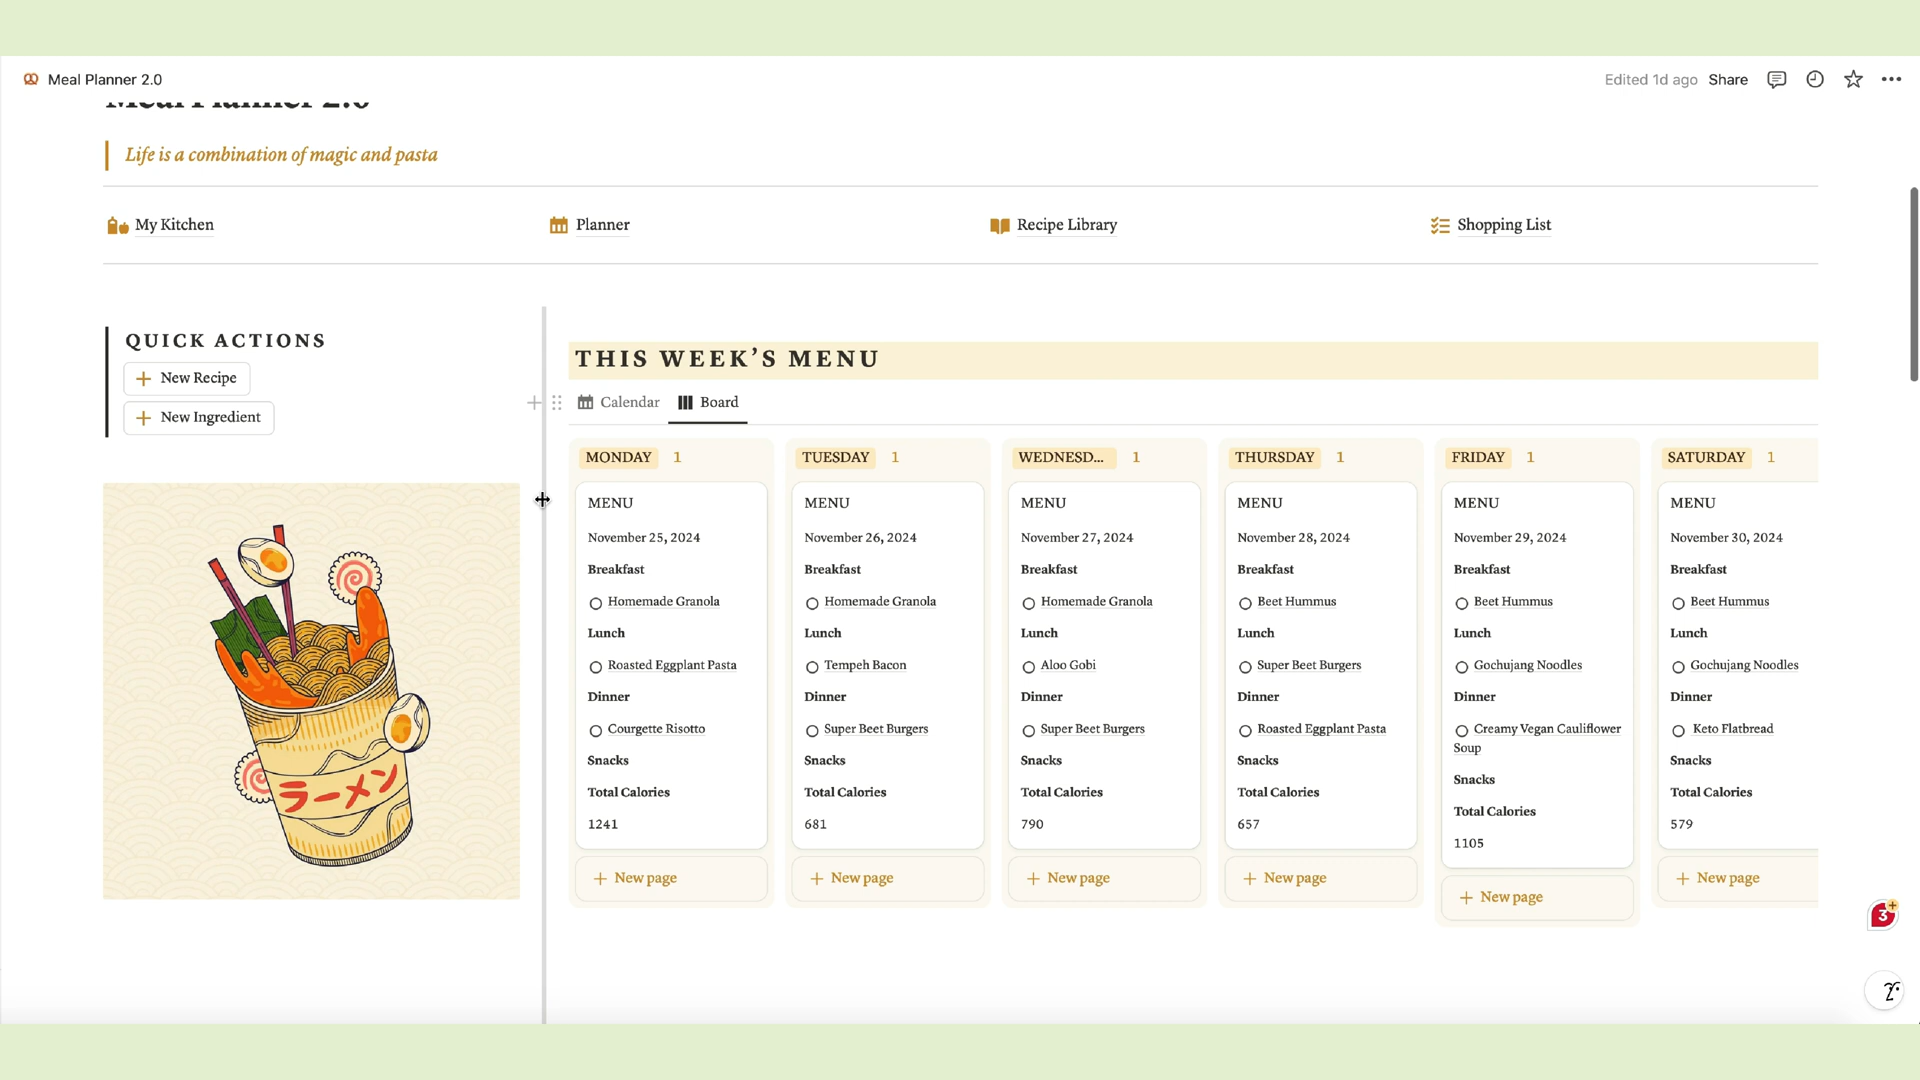 Meal Planner 2.0
Edited 1d ago Share
Meal Planner 2.0
Life is a combination of magic and pasta
My Kitchen
Planner
Recipe Library
Shopping List
QUICK ACTIONS
New Recipe
New Ingredient
ラーメン
THIS WEEK'S MENU
Calendar
Board
MONDAY 1
MENU
November 25, 2024
Breakfast
Homemade Granola
Lunch
Roasted Eggplant Pasta
Dinner
Courgette Risotto
Snacks
Total Calories
1241
New page
TUESDAY 1
MENU
November 26, 2024
Breakfast
Homemade Granola
Lunch
Tempeh Bacon
Dinner
Super Beet Burgers
Snacks
Total Calories
681
New page
WEDNESD... 1
MENU
November 27, 2024
Breakfast
Homemade Granola
Lunch
Aloo Gobi
Dinner
Super Beet Burgers
Snacks
Total Calories
790
New page
THURSDAY 1
MENU
November 28, 2024
Breakfast
Beet Hummus
Lunch
Super Beet Burgers
Dinner
Roasted Eggplant Pasta
Snacks
Total Calories
657
New page
FRIDAY 1
MENU
November 29, 2024
Breakfast
Beet Hummus
Lunch
Gochujang Noodles
Dinner
Creamy Vegan Cauliflower
Soup
Snacks
Total Calories
1105
New page
SATURDAY 1
MENU
November 30, 2024
Breakfast
Beet Hummus
Lunch
Gochujang Noodles
Dinner
Keto Flatbread
Snacks
Total Calories
579
New page
3